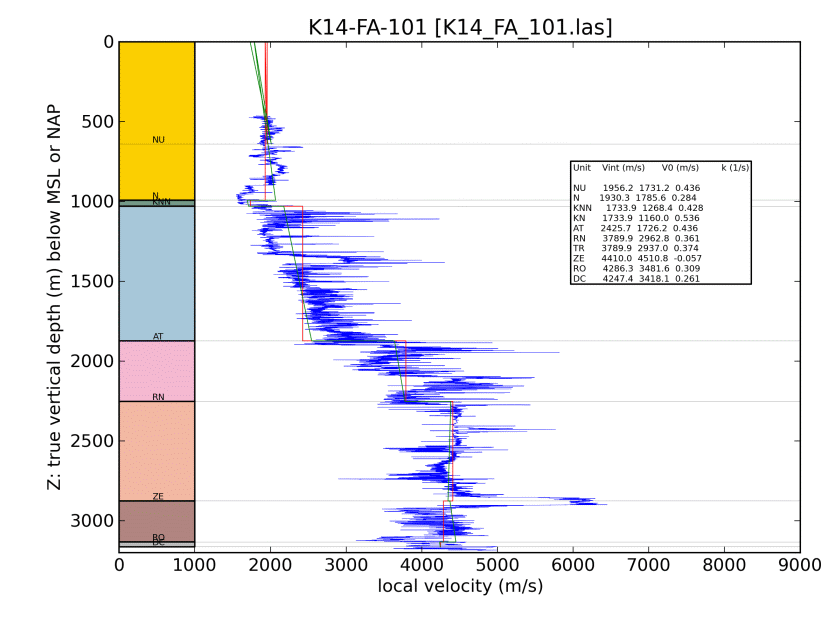 K14-FA-101 [K14_FA_101.las]
Z: true vertical depth (m) below MSL or NAP
0
500
1000
1500
2000
2500
3000
NU
N
KNN
AT
RN
ZE
RO
DC
Unit Vint (m/s) V0 (m/s) k (1/s)
NU 1956.2 1731.2 0.436
N 1930.3 1785.6 0.284
KNN 1733.9 1268.4 0.428
KN 1733.9 1160.0 0.536
AT 2425.7 1726.2 0.436
RN 3789.9 2962.8 0.361
TR 3789.9 2937.0 0.374
ZE 4410.0 4510.8 -0.057
RO 4286.3 3481.6 0.309
DC 4247.4 3418.1 0.261
0 1000 2000 3000 4000 5000 6000 7000 8000 9000
local velocity (m/s)